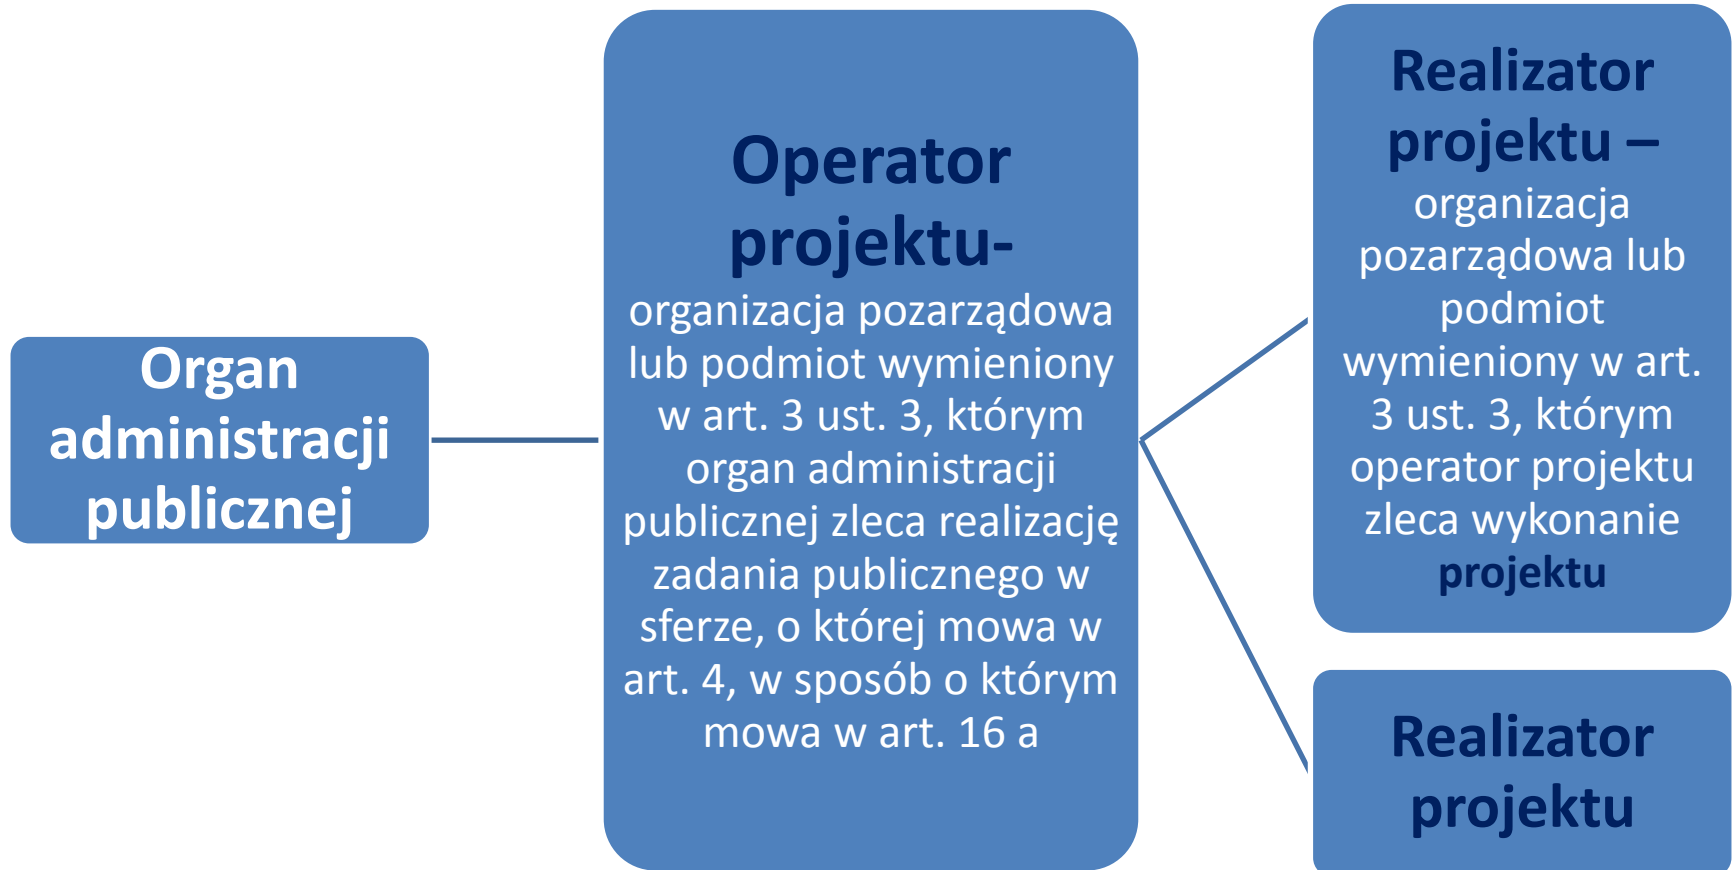 Organ
administracji
publicznej
Operator
projektu-
organizacja pozarządowa
lub podmiot wymieniony
w art. 3 ust. 3, którym
organ administracji
publicznej zleca realizację
zadania publicznego w
sferze, o której mowa w
art. 4, w sposób o którym
mowa w art. 16 a
Realizator
projektu –
organizacja
pozarządowa lub
podmiot
wymieniony w art.
3 ust. 3, którym
operator projektu
zleca wykonanie
projektu
Realizator
projektu